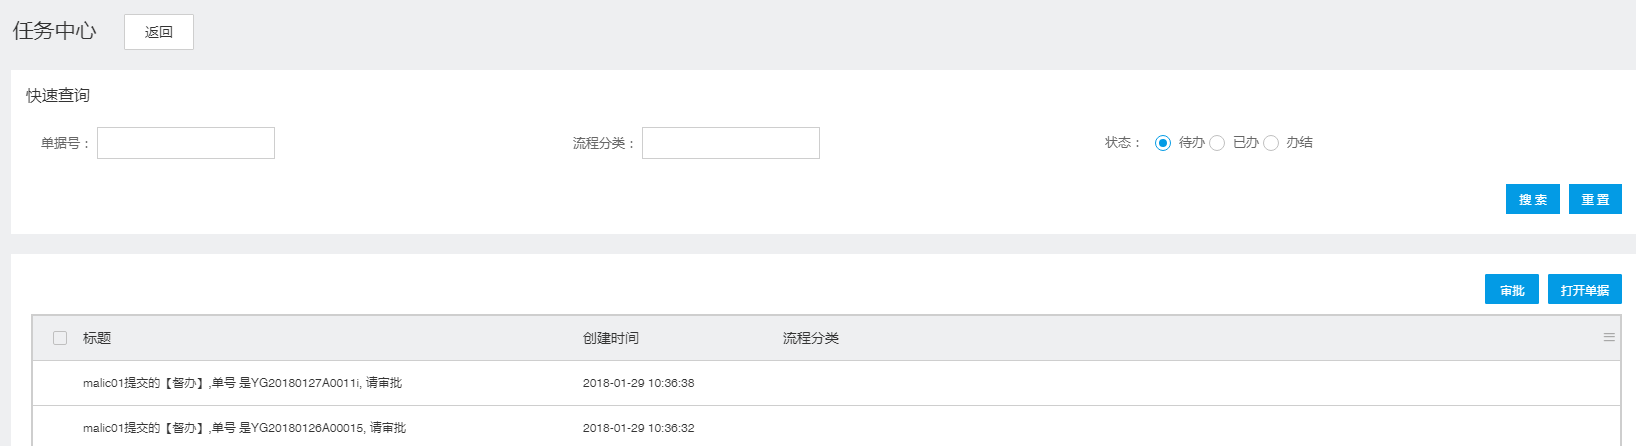 任务中心 返回
快速查询
单据号： 流程分类： 状态： 待办 已办 办结
搜索 重置
审批 打开单据
标题 创建时间 流程分类
malic01提交的【督办】,单号 是YG20180127A0011i, 请审批 2018-01-29 10:36:38
malic01提交的【督办】,单号 是YG20180126A00015, 请审批 2018-01-29 10:36:32